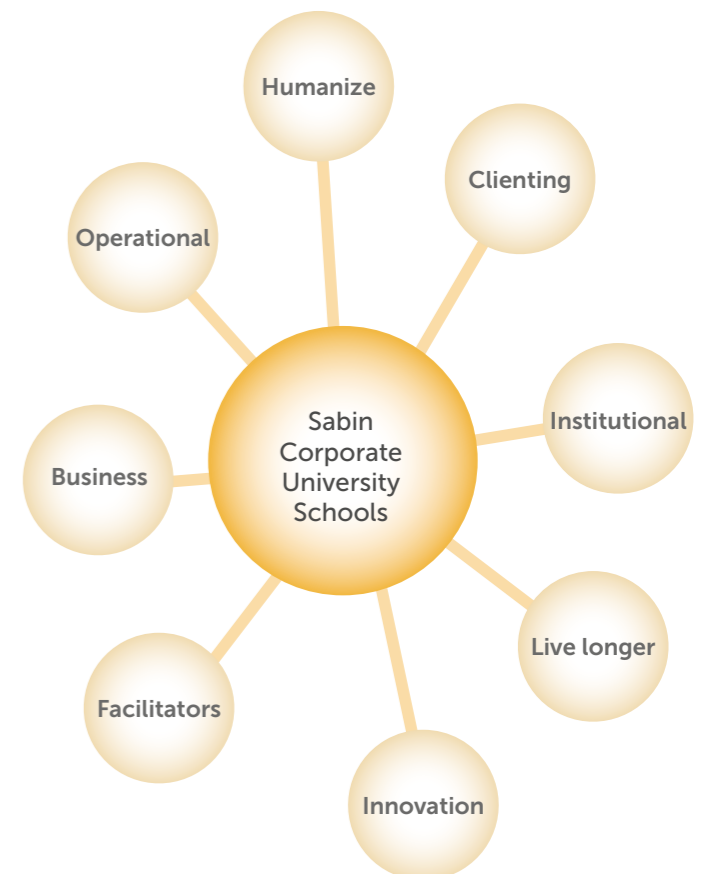 Humanize
Clienting
Operational
Sabin
Corporate
University
Schools
Institutional
Business
Live longer
Facilitators
Innovation